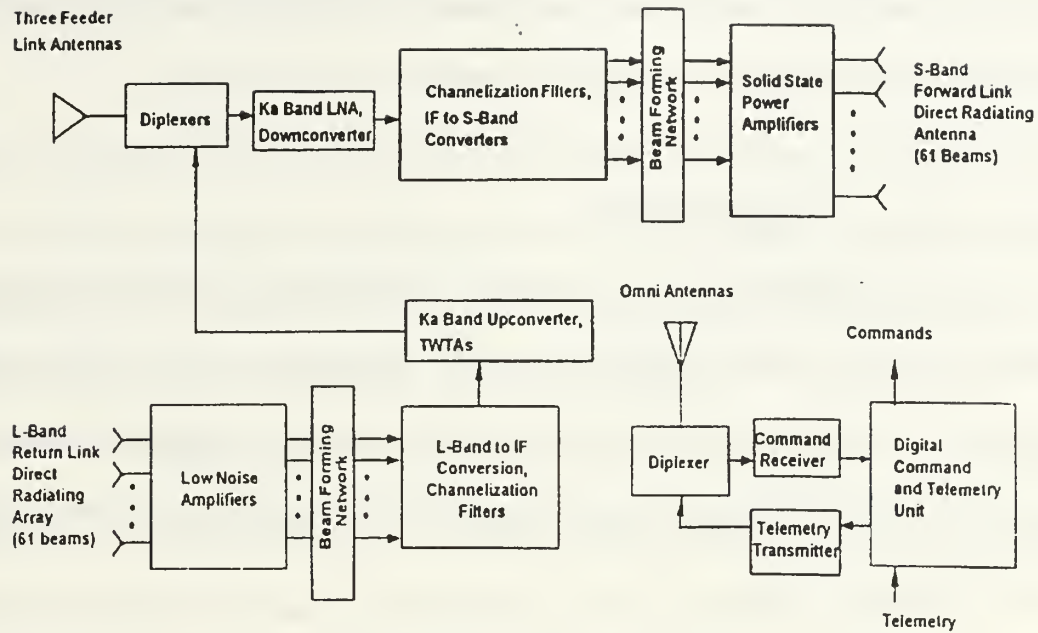 Three Feeder
Link Antennas
Diplexers
Ka Band LNA,
Downconverter
Channelization Filters,
IF to S-Band
Converters
Beam Forming
Network
Solid State
Power
Amplifiers
S-Band
Forward Link
Direct Radiating
Antenna
(61 Beams)
Ka Band Upconverter,
TWTAs
L-Band
Return Link
Direct
Radiating
Array
(61 beams)
Low Noise
Amplifiers
Beam Forming
Network
L-Band to IF
Conversion,
Channelization
Filters
Omni Antennas
Diplexer
Command
Receiver
Telemetry
Transmitter
Commands
Digital
Command
and Telemetry
Unit
Telemetry